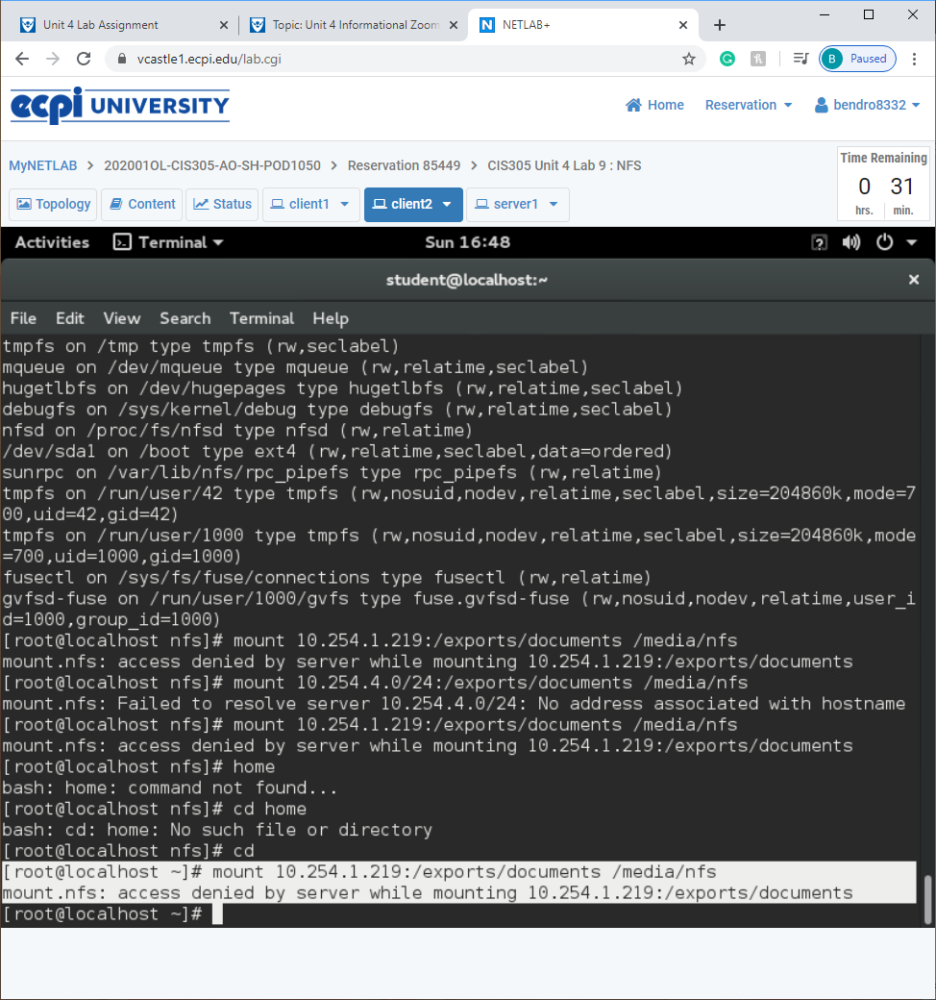 Unit 4 Lab Assignment
Topic: Unit 4 Informational Zoom
NETLAB+
vcastle1.ecpi.edu/lab.cgi
B Paused
ecpi UNIVERSITY
Home Reservation bendro8332
MyNETLAB > 202001OL-CIS305-AO-SH-POD1050 > Reservation 85449 > CIS305 Unit 4 Lab 9 : NFS
Time Remaining
0 31
hrs. min.
Topology Content Status client1 client2 server1
Activities Terminal Sun 16:48
student@localhost:~
File Edit View Search Terminal Help
tmpfs on /tmp type tmpfs (rw,seclabel)
mqueue on /dev/mqueue type mqueue (rw,relatime,seclabel)
hugetlbfs on /dev/hugepages type hugetlbfs (rw,relatime,seclabel)
debugfs on /sys/kernel/debug type debugfs (rw,relatime,seclabel)
nfsd on /proc/fs/nfsd type nfsd (rw,relatime)
/dev/sda1 on /boot type ext4 (rw,relatime,seclabel,data=ordered)
sunrpc on /var/lib/nfs/rpc_pipefs type rpc_pipefs (rw,relatime)
tmpfs on /run/user/42 type tmpfs (rw,nosuid,nodev,relatime,seclabel,size=204860k,mode=7
00,uid=42,gid=42)
tmpfs on /run/user/1000 type tmpfs (rw,nosuid,nodev,relatime,seclabel,size=204860k,mode
=700,uid=1000,gid=1000)
fusectl on /sys/fs/fuse/connections type fusectl (rw,relatime)
gvfsd-fuse on /run/user/1000/gvfs type fuse.gvfsd-fuse (rw,nosuid,nodev,relatime,user_i
d=1000,group_id=1000)
[root@localhost nfs]# mount 10.254.1.219:/exports/documents /media/nfs
mount.nfs: access denied by server while mounting 10.254.1.219:/exports/documents
[root@localhost nfs]# mount 10.254.4.0/24:/exports/documents /media/nfs
mount.nfs: Failed to resolve server 10.254.4.0/24: No address associated with hostname
[root@localhost nfs]# mount 10.254.1.219:/exports/documents /media/nfs
mount.nfs: access denied by server while mounting 10.254.1.219:/exports/documents
[root@localhost nfs]# home
bash: home: command not found...
[root@localhost nfs]# cd home
bash: cd: home: No such file or directory
[root@localhost nfs]# cd
[root@localhost ~]# mount 10.254.1.219:/exports/documents /media/nfs
mount.nfs: access denied by server while mounting 10.254.1.219:/exports/documents
[root@localhost ~]#